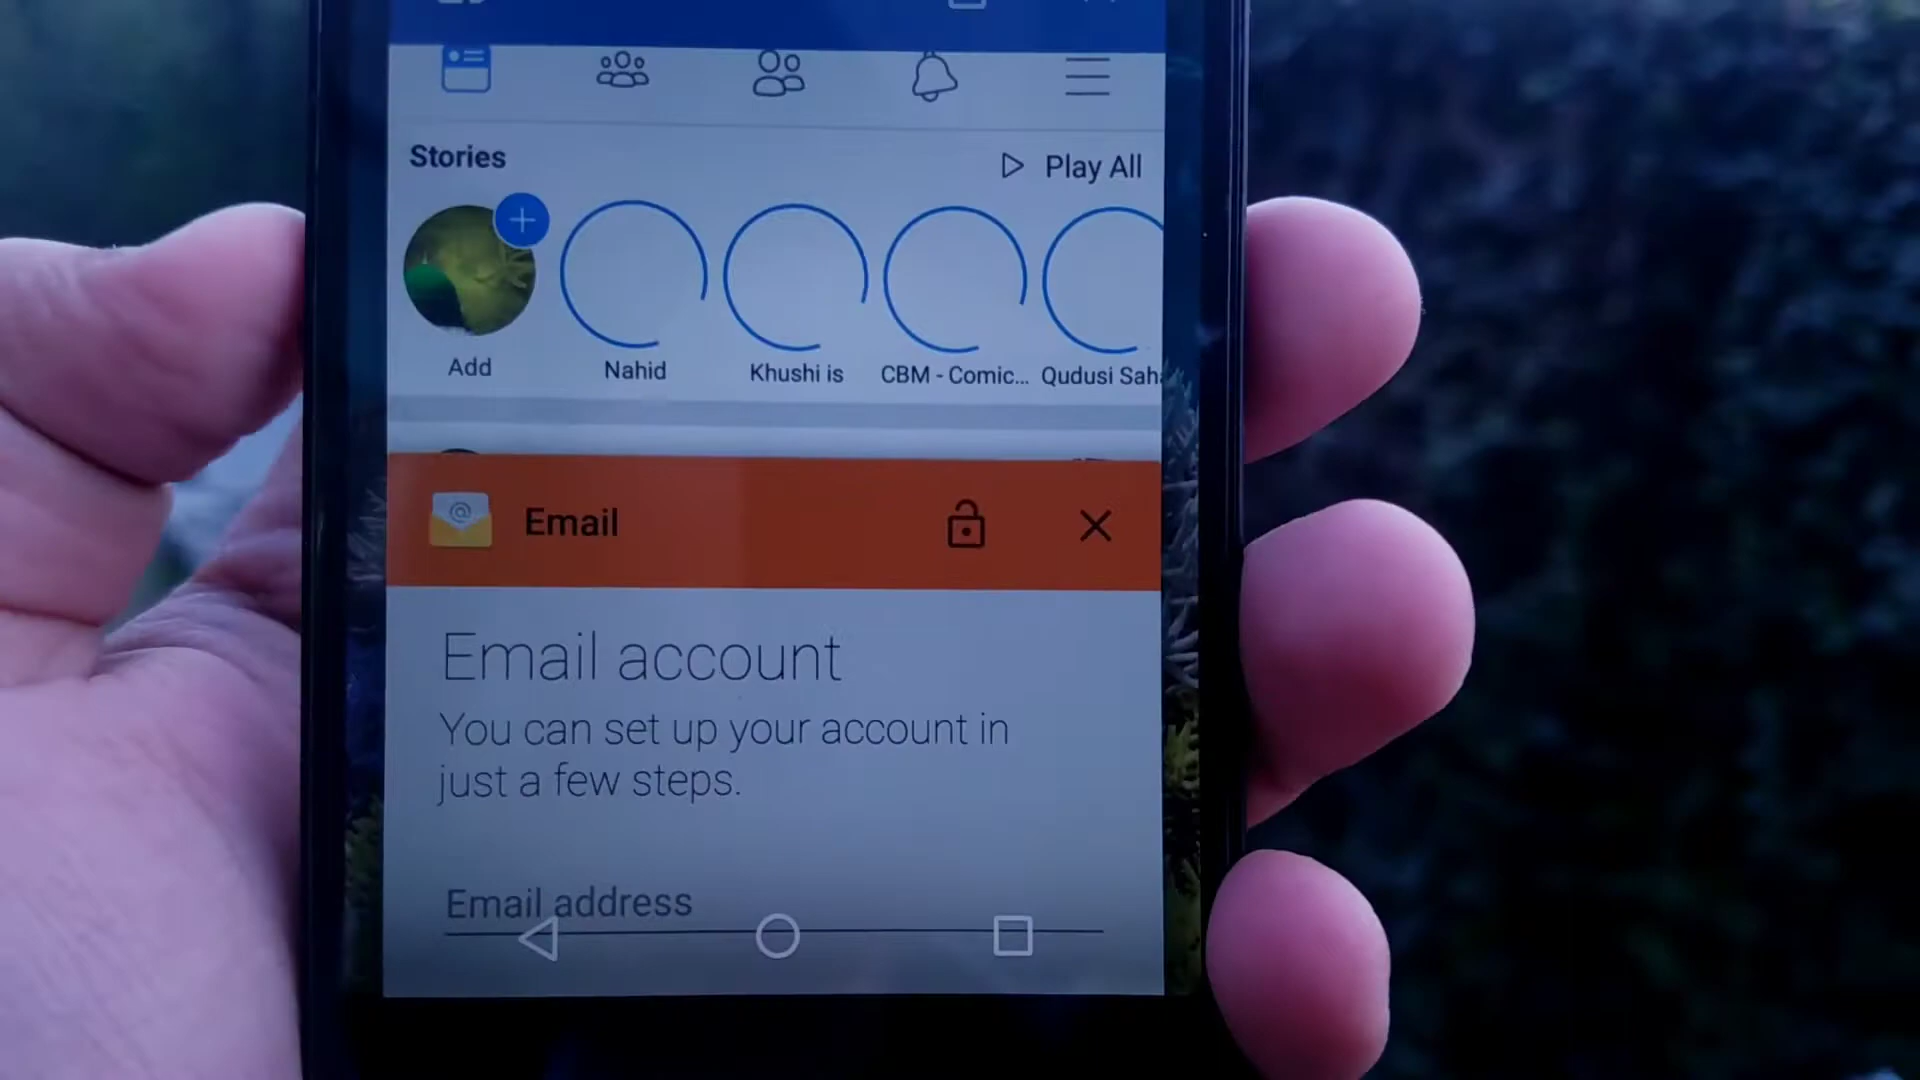 Stories
Play All
Add
Nahid
Khushi is
CBM - Comic...
Qudusi Sah
Email
Email account
You can set up your account in
just a few steps.
Email address